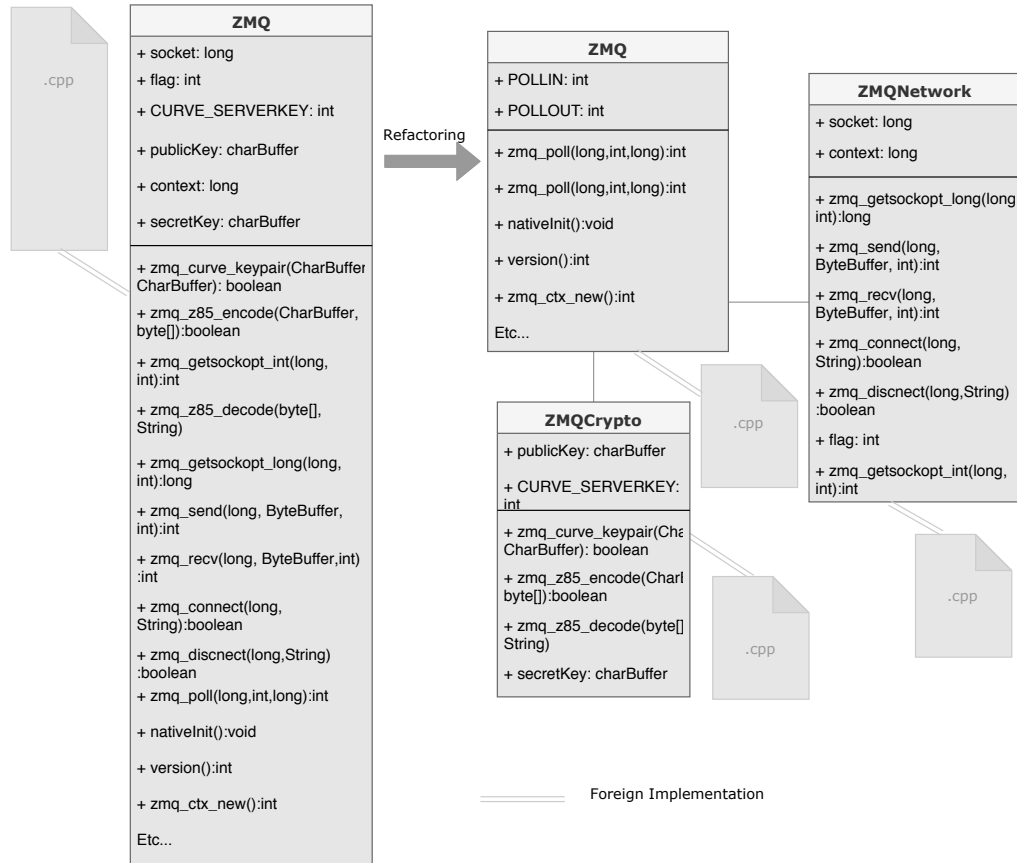 .cpp
ZMQ
+ socket: long
+ flag: int
+ CURVE_SERVERKEY: int
+ publicKey: charBuffer
+ context: long
+ secretKey: charBuffer
+ zmq_curve_keypair(CharBuffer
CharBuffer): boolean
+ zmq_z85_encode(CharBuffer,
byte[]):boolean
+ zmq_getsockopt_int(long,
int):int
+ zmq_z85_decode(byte[],
String)
+ zmq_getsockopt_long(long,
int):long
+ zmq_send(long, ByteBuffer,
int):int
+ zmq_recv(long, ByteBuffer,int)
:int
+ zmq_connect(long,
String):boolean
+ zmq_discnect(long,String)
:boolean
+ zmq_poll(long,int,long):int
+ nativeInit():void
+ version():int
+ zmq_ctx_new():int
Etc...
Refactoring
ZMQ
+ POLLIN: int
+ POLLOUT: int
+ zmq_poll(long,int,long):int
+ zmq_poll(long,int,long):int
+ nativeInit():void
+ version():int
+ zmq_ctx_new():int
Etc...
.cpp
ZMQNetwork
+ socket: long
+ context: long
+ zmq_getsockopt_long(long
int):long
+ zmq_send(long,
ByteBuffer, int):int
+ zmq_recv(long,
ByteBuffer, int):int
+ zmq_connect(long,
String):boolean
+ zmq_discnect(long,String)
:boolean
+ flag: int
+ zmq_getsockopt_int(long,
int):int
.cpp
ZMQCrypto
+ publicKey: charBuffer
+ CURVE_SERVERKEY:
int
+ zmq_curve_keypair(Cha
CharBuffer): boolean
+ zmq_z85_encode(Char
byte[]):boolean
+ zmq_z85_decode(byte[]
String)
+ secretKey: charBuffer
.cpp
Foreign Implementation